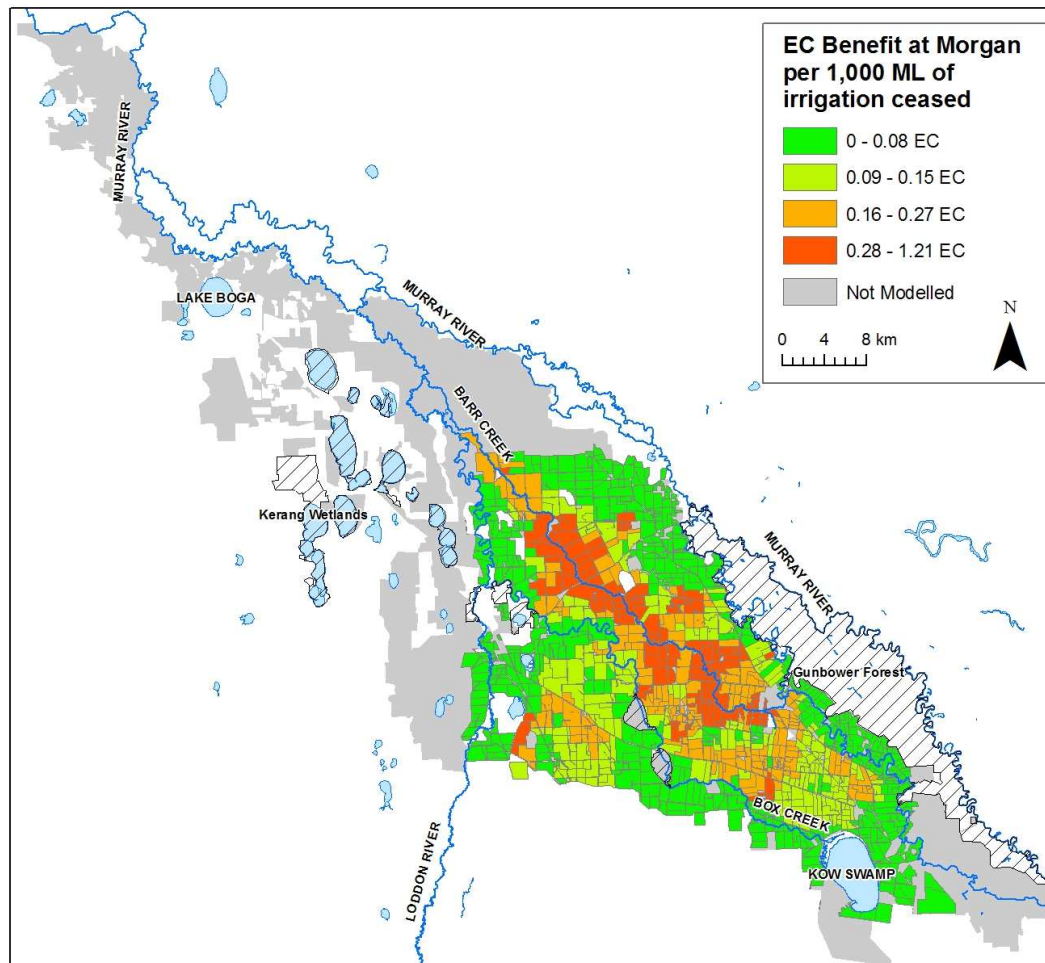 EC Benefit at Morgan
per 1,000 ML of
irrigation ceased
0 - 0.08 EC
0.09 - 0.15 EC
0.16 - 0.27 EC
0.28 - 1.21 EC
Not Modelled
N
0 4 8 km
MURRAY RIVER
LAKE BOGA
MURRAY RIVER
BARR CREEK
Kerang Wetlands
MURRAY RIVER
Gunbower Forest
BOX CREEK
KOW SWAMP
LODDON RIVER